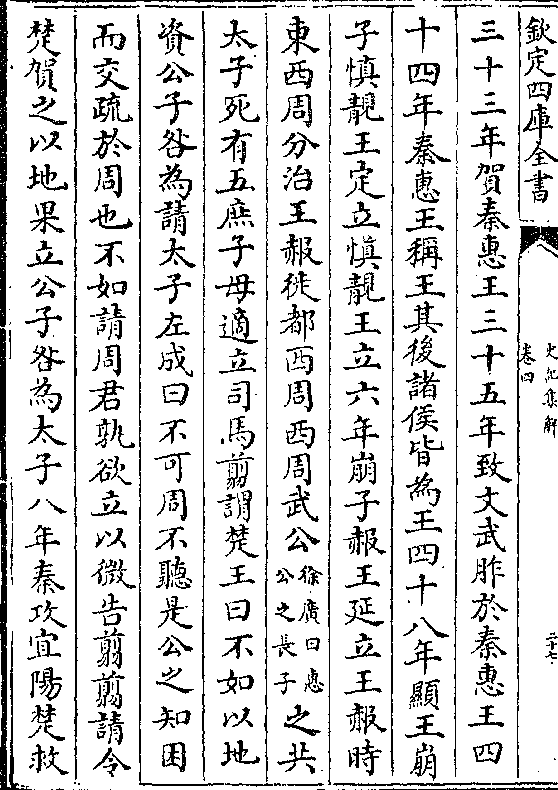 欽定四庫全書
史記集解
卷四
二十七
三十三年賀秦惠王三十五年致文武胙於秦惠王四
十四年秦惠王稱王其後諸侯皆為王四十八年顯王崩
子慎靚王定立慎靚王立六年崩子赧王延立王赧時
東西周分治王赧徙都西周西周武公徐廣曰惠公之長子之共
太子死有五庶子毋適立司馬翦謂楚王曰不如以地
資公子咎為請太子左成曰不可周不聽是公之知困
而交疏於周也不如請周君孰欲立以微告翦翦請令
楚賀之以地果立公子咎為太子八年秦攻宜陽楚救